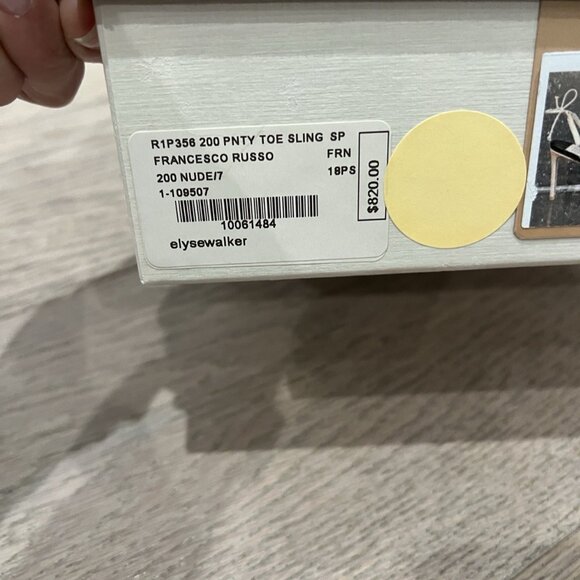 R1P356 200 PNTY TOE SLING SP
FRANCESCO RUSSO FRN
200 NUDE/7 18PS
1-109507
10061484
elysewalker
$820.00